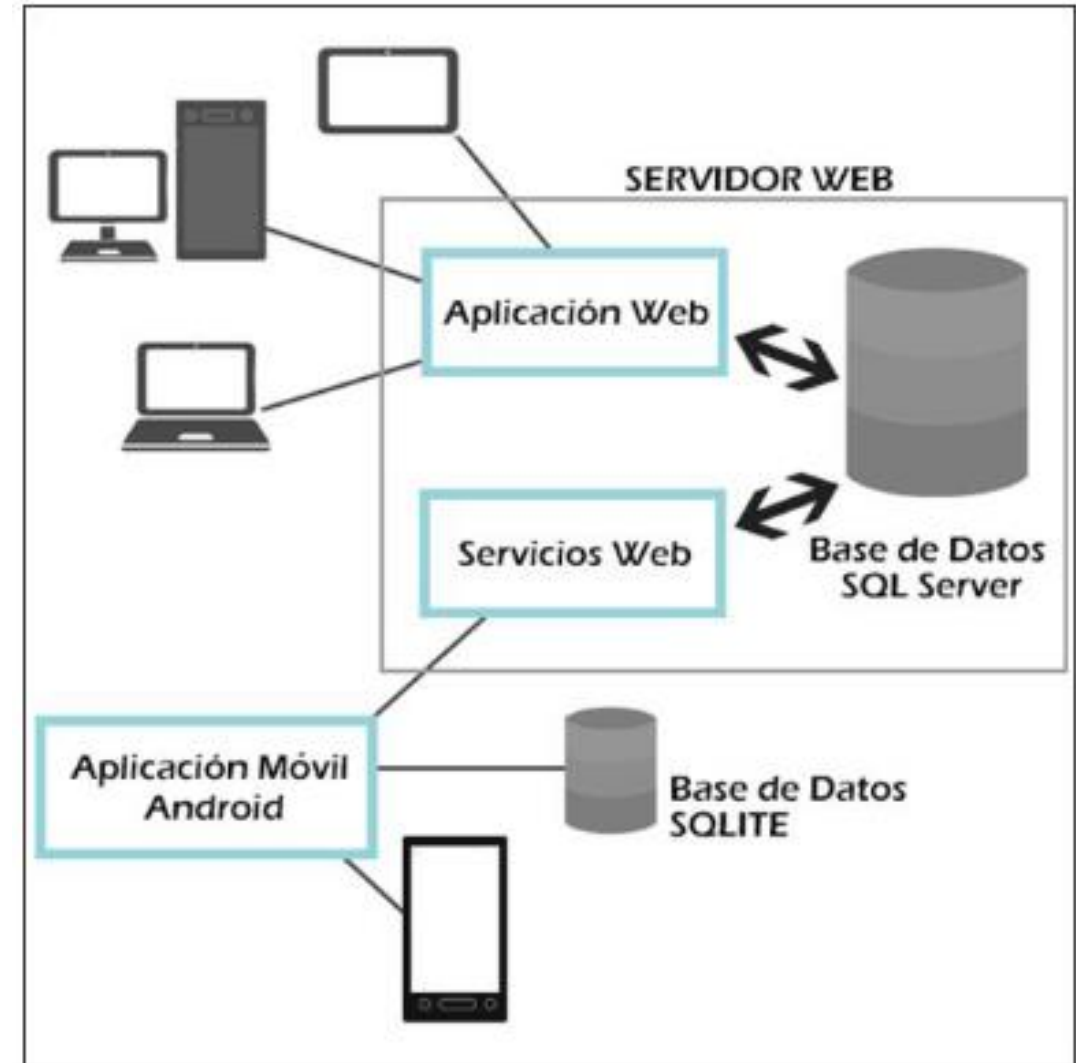 SERVIDOR WEB
Aplicación Web
Servicios Web
Base de Datos
SQL Server
Aplicación Móvil
Android
Base de Datos
SQLITE